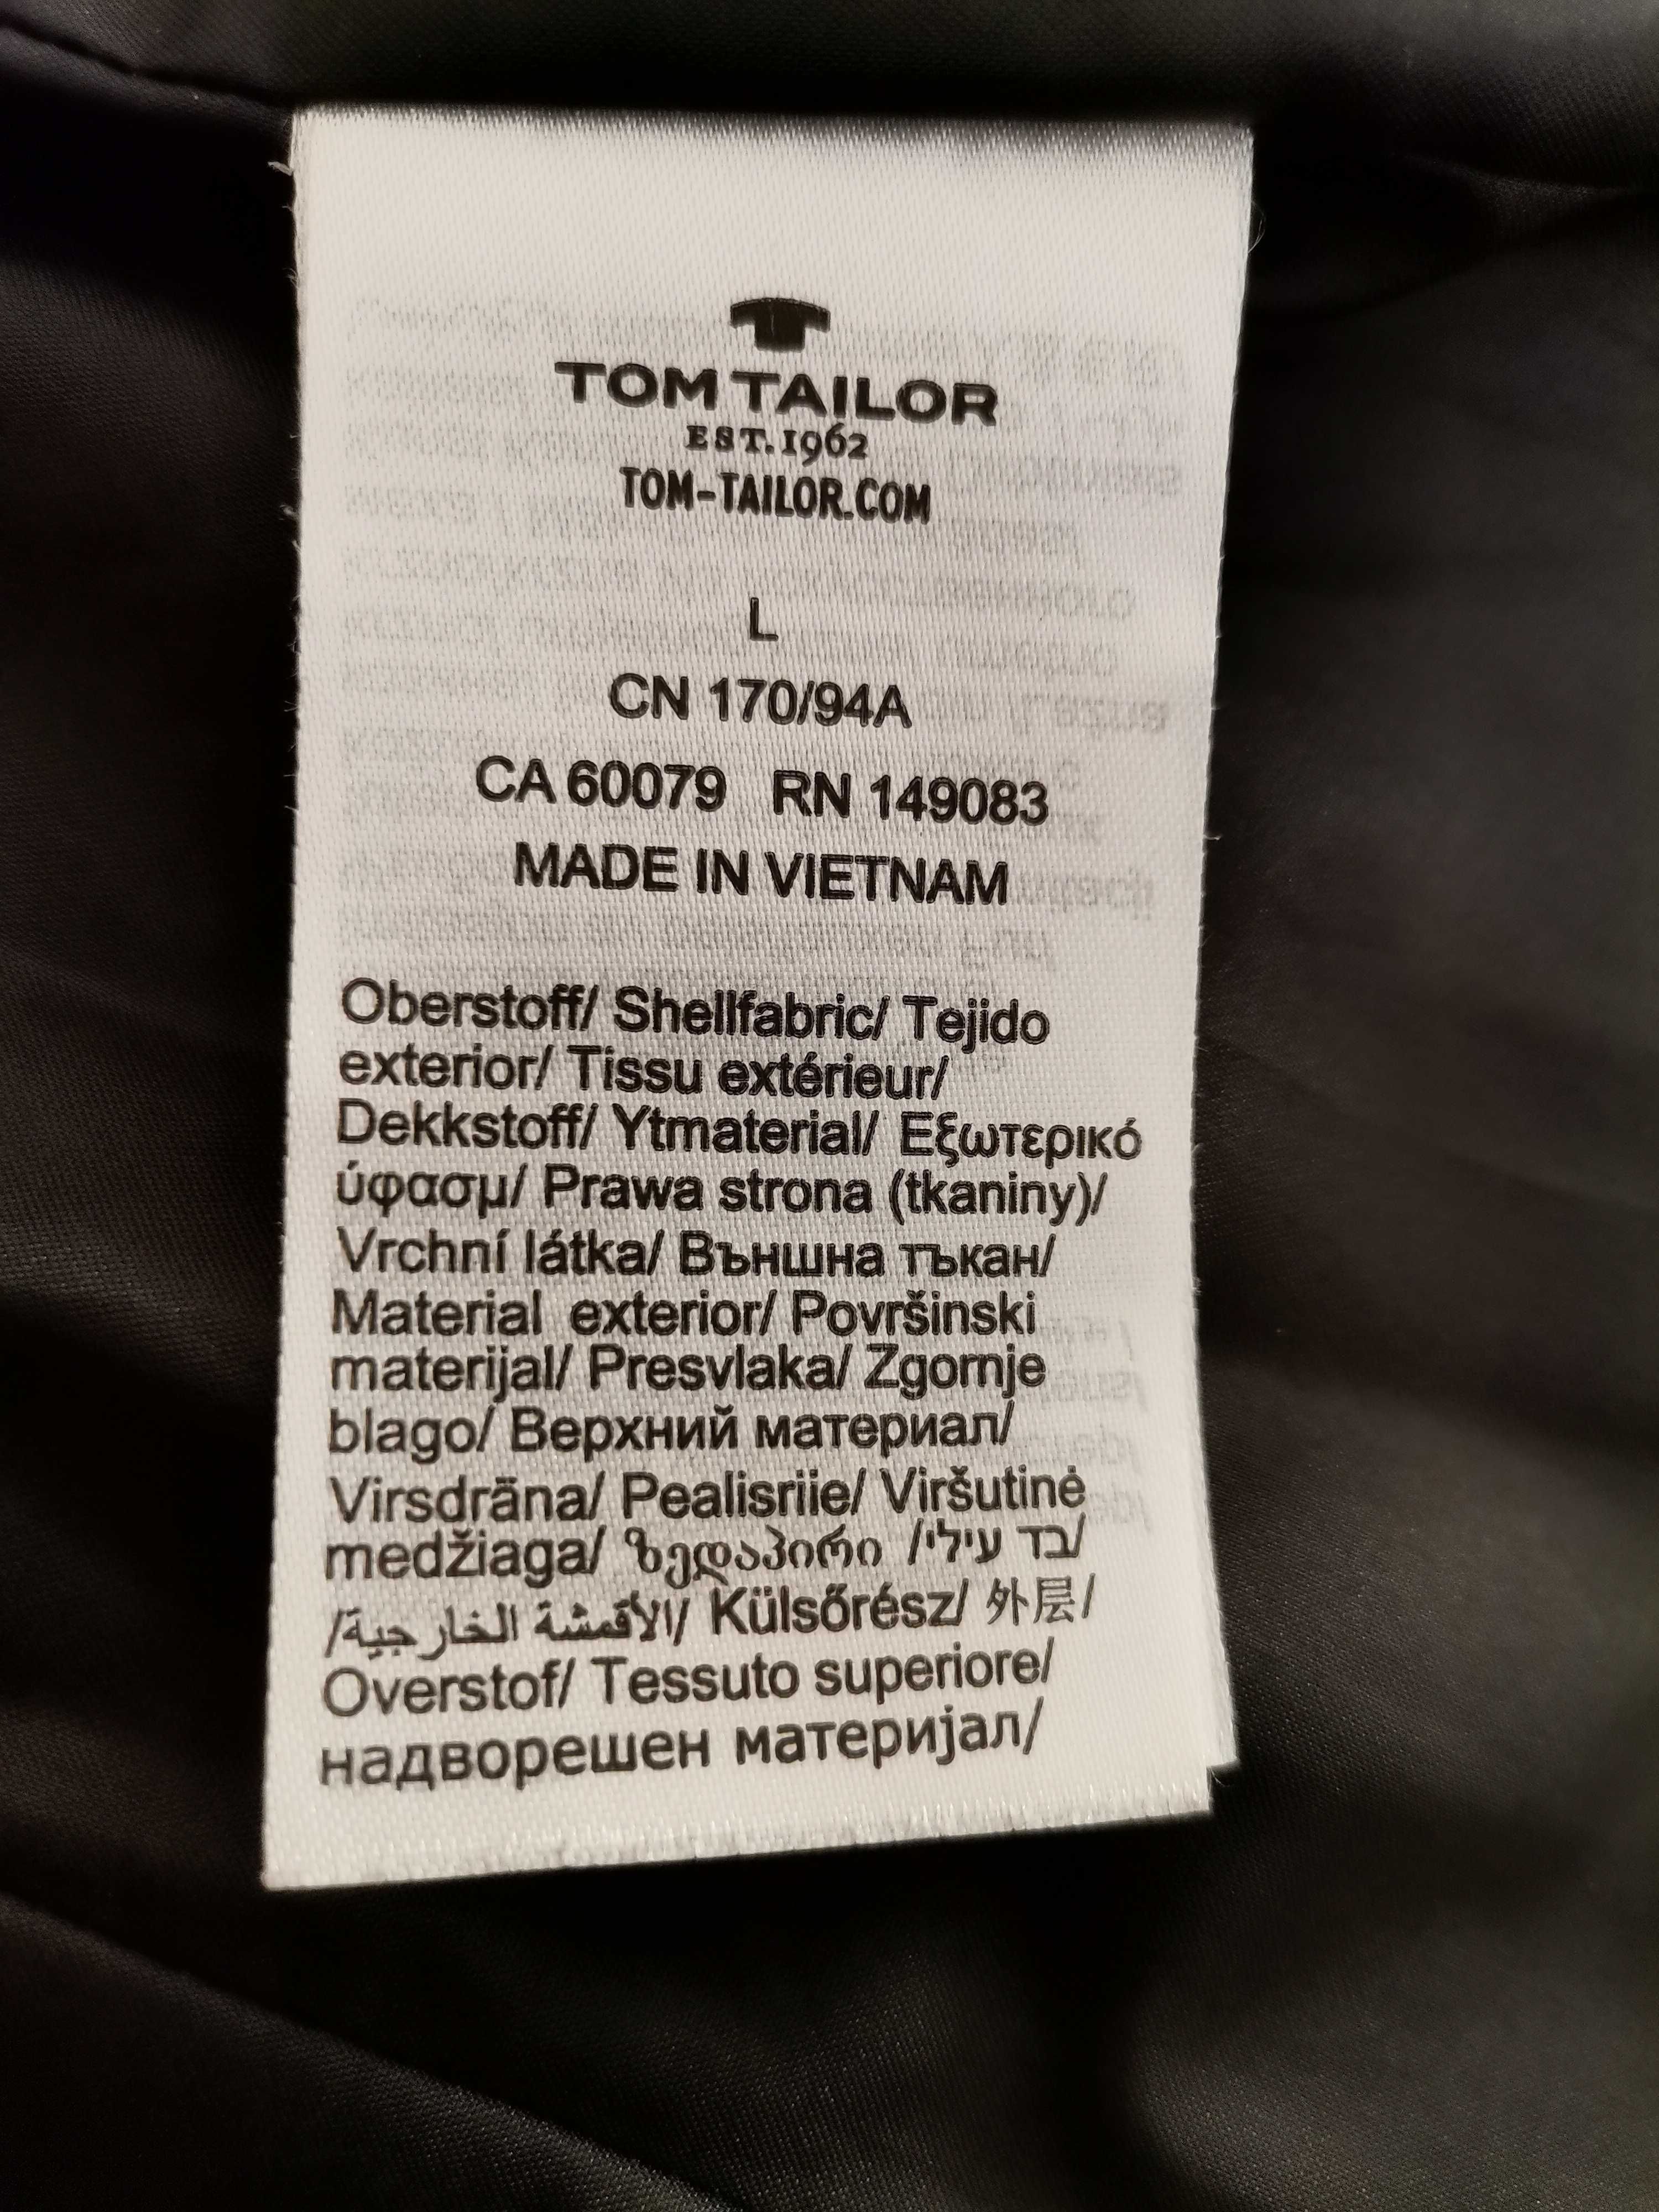 TOM TAILOR
EST. 1962
TOM-TAILOR.COM
L
CN 170/94A
CA 60079 RN 149083
MADE IN VIETNAM
Oberstoff/ Shellfabric/ Tejido
exterior/ Tissu extérieur/
Dekkstoff/ Ytmaterial/ Εξωτερικό
ύφασμ/ Prawa strona (tkaniny)/
Vrchní látka/ Външна тъкан/
Material exterior/ Površinski
materijal/ Presvlaka/ Zgornje
blago/ Верхний материал/
Virsdrāna/ Pealisriie/ Viršutinė
medžiaga/ ზედაპირი /בד עילי/
/الأقمشة الخارجية/ Külsőrész/ 外层/
Overstof/ Tessuto superiore/
надворешен материјал/